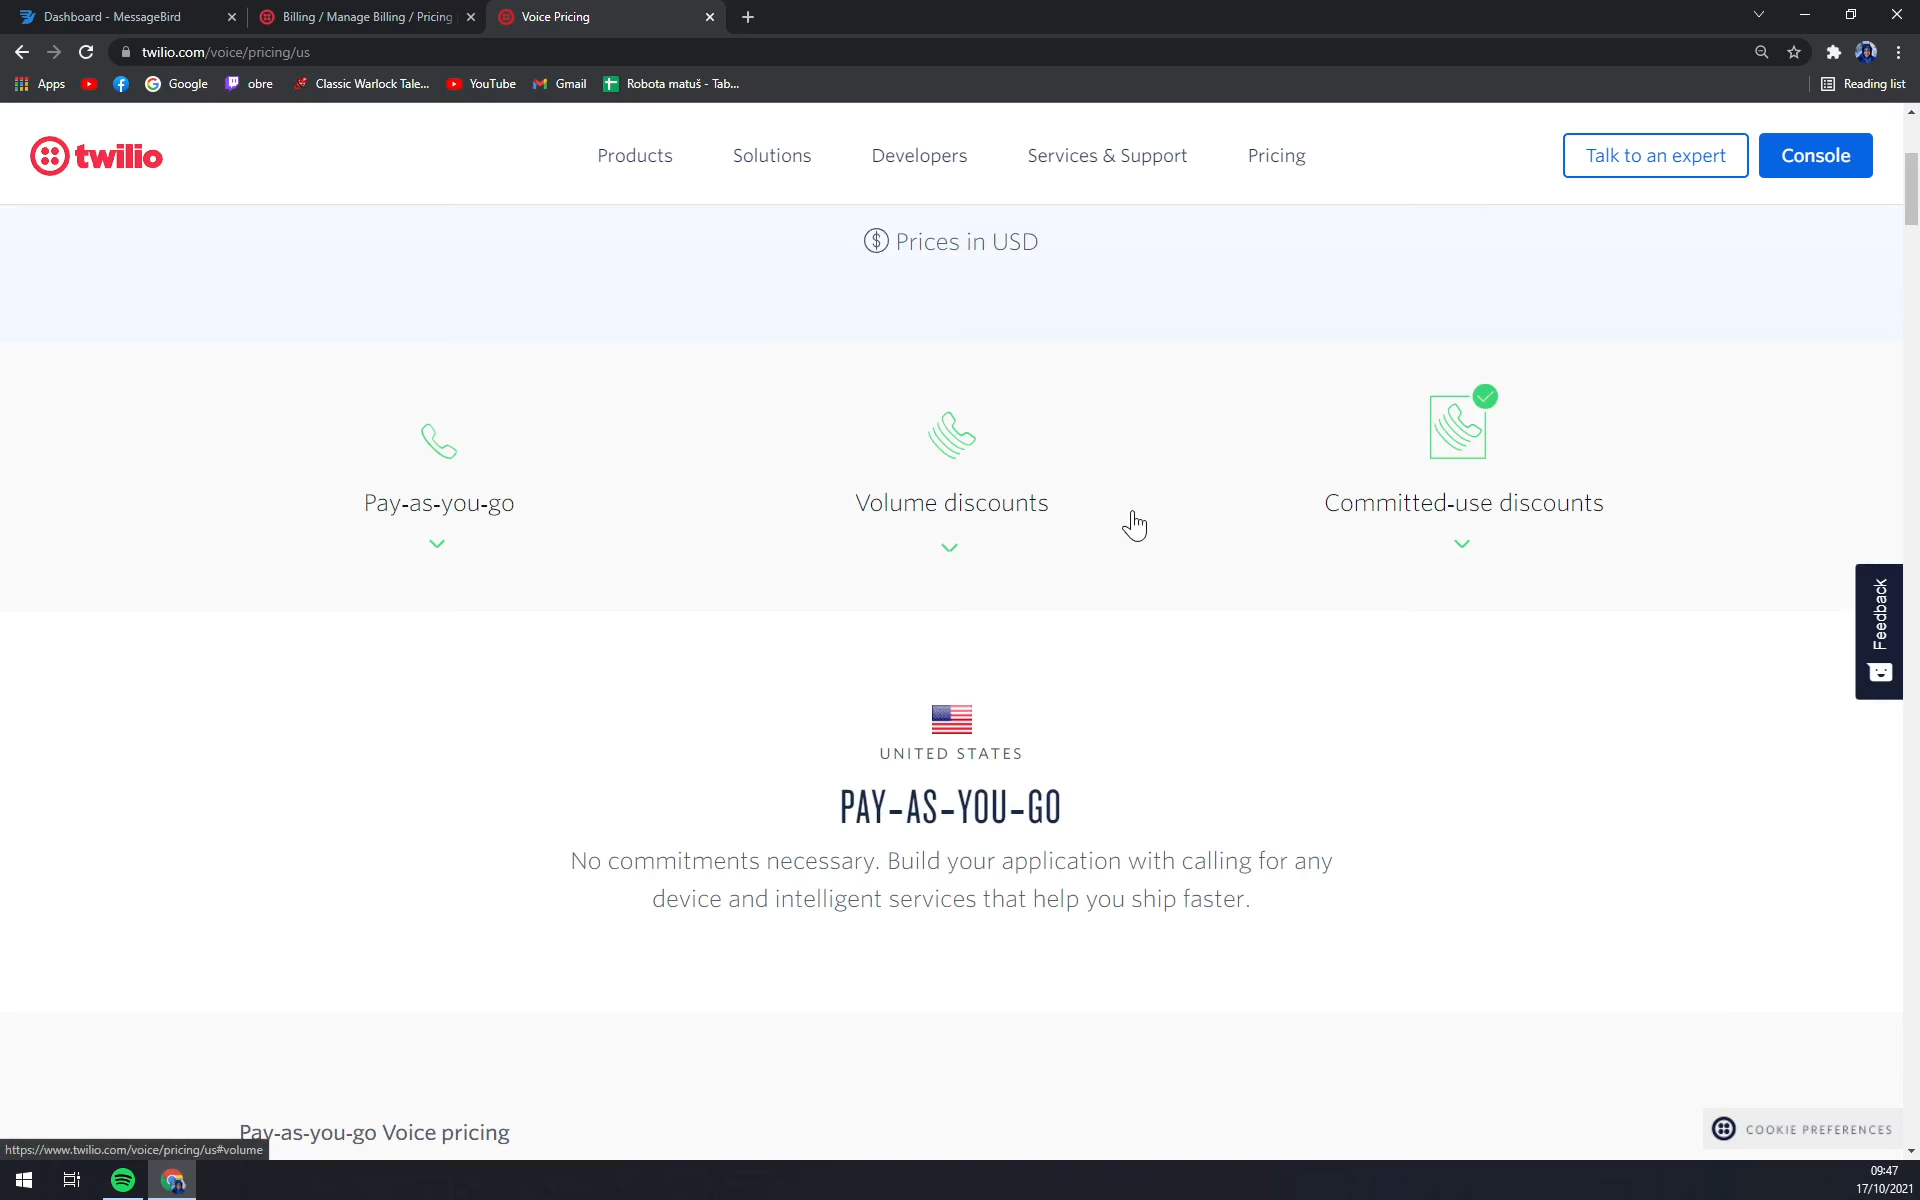 Dashboard - MessageBird
Billing / Manage Billing / Pricing
Voice Pricing
twilio.com/voice/pricing/us
Apps
Google
obre
Classic Warlock Tale...
YouTube
Gmail
Robota matuš - Tab...
Reading list
twilio
Products
Solutions
Developers
Services & Support
Pricing
Talk to an expert
Console
Prices in USD
Pay-as-you-go
Volume discounts
Committed-use discounts
Feedback
UNITED STATES
PAY-AS-YOU-GO
No commitments necessary. Build your application with calling for any
device and intelligent services that help you ship faster.
Pay-as-you-go Voice pricing
COOKIE PREFERENCES
https://www.twilio.com/voice/pricing/us#volume
09:47
17/10/2021